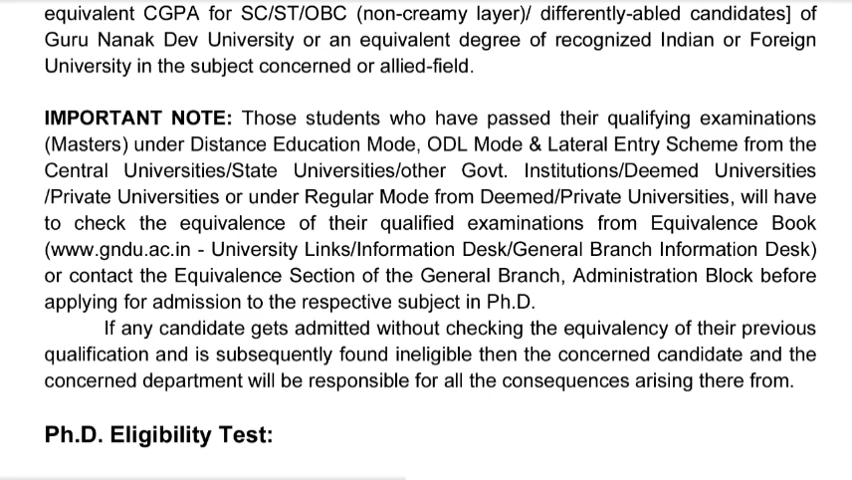 equivalent CGPA for SC/ST/OBC (non-creamy layer)/ differently-abled candidates] of
Guru Nanak Dev University or an equivalent degree of recognized Indian or Foreign
University in the subject concerned or allied-field.
IMPORTANT NOTE: Those students who have passed their qualifying examinations
(Masters) under Distance Education Mode, ODL Mode & Lateral Entry Scheme from the
Central Universities/State Universities/other Govt. Institutions/Deemed Universities
/Private Universities or under Regular Mode from Deemed/Private Universities, will have
to check the equivalence of their qualified examinations from Equivalence Book
(www.gndu.ac.in - University Links/Information Desk/General Branch Information Desk)
or contact the Equivalence Section of the General Branch, Administration Block before
applying for admission to the respective subject in Ph.D.
If any candidate gets admitted without checking the equivalency of their previous
qualification and is subsequently found ineligible then the concerned candidate and the
concerned department will be responsible for all the consequences arising there from.
Ph.D. Eligibility Test: